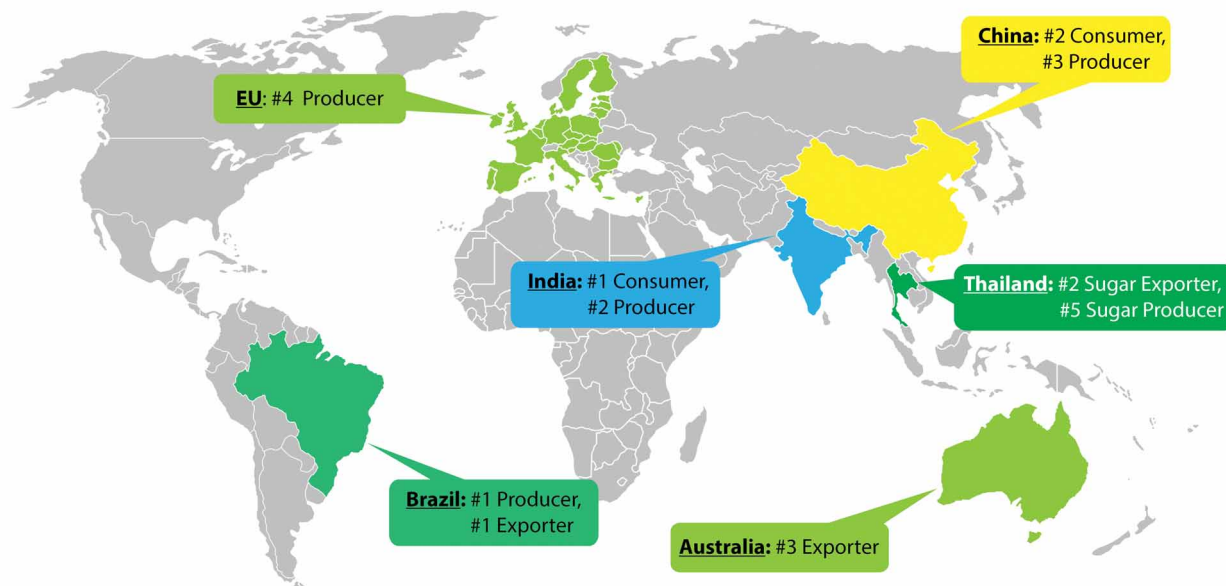 China: #2 Consumer,
#3 Producer
EU: #4 Producer
India: #1 Consumer,
#2 Producer
Thailand: #2 Sugar Exporter,
#5 Sugar Producer
Brazil: #1 Producer,
#1 Exporter
Australia: #3 Exporter